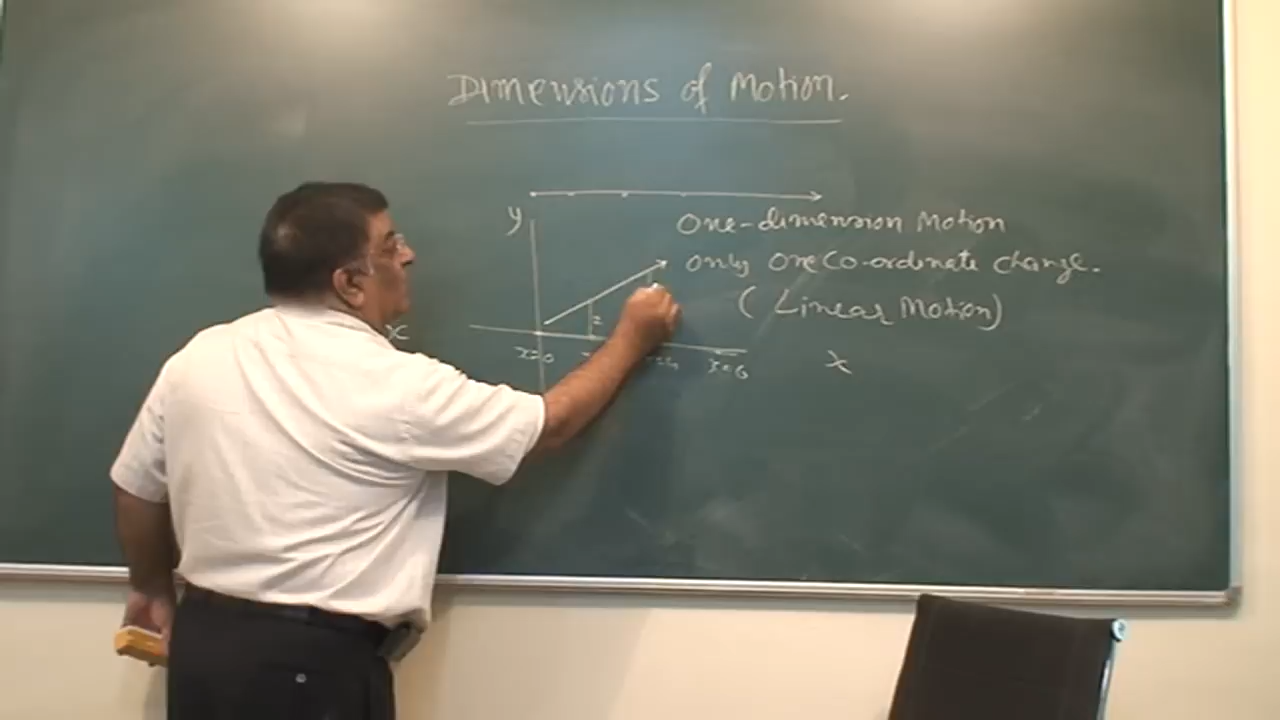 Dimensions of Motion.
y
One-dimension Motion
only one Co-ordinate change.
(Linear Motion)
x
x=0
x=6
x